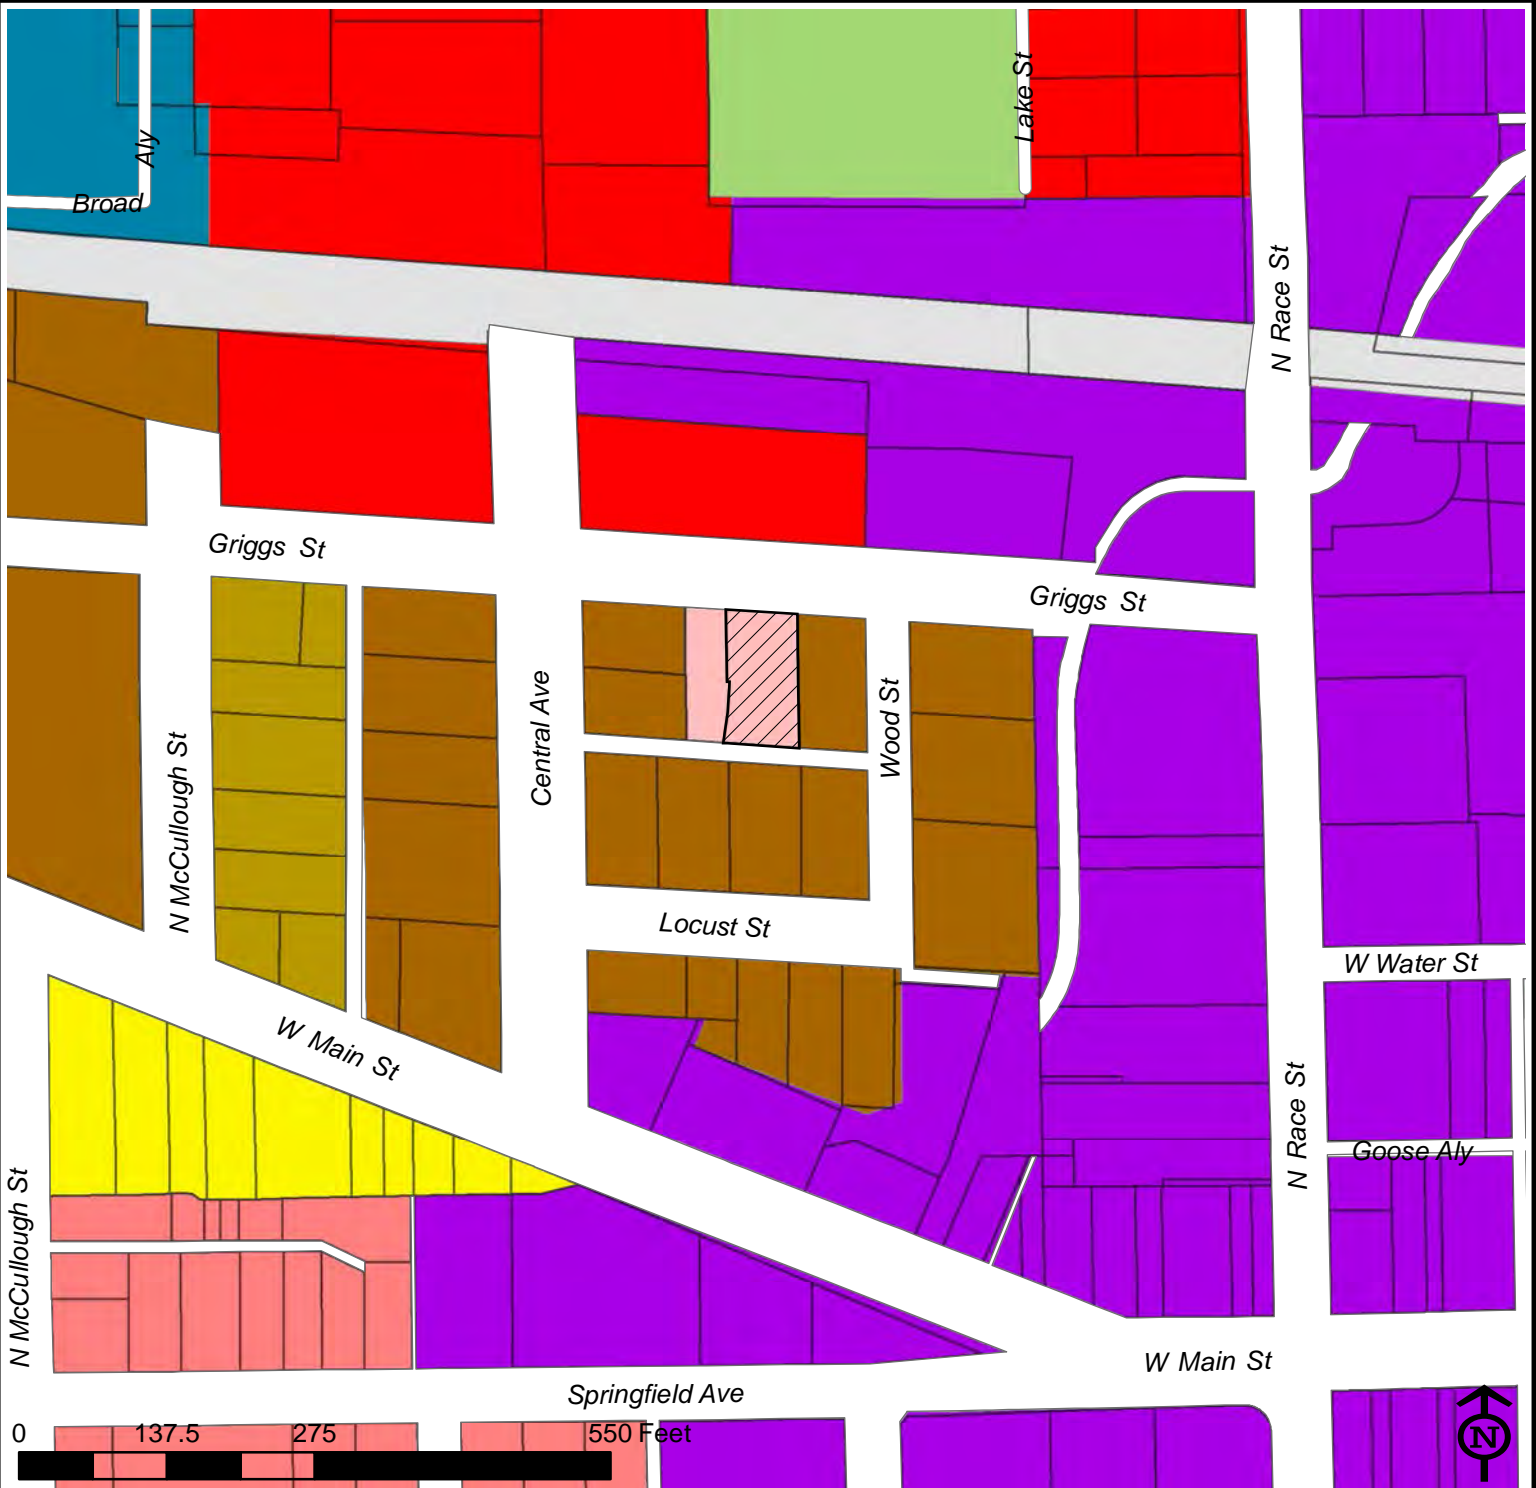 Lake St
Aly
Broad
N Race St
Griggs St
Griggs St
Central Ave
Wood St
N McCullough St
Locust St
W Water St
W Main St
N Race St
Goose Aly
N McCullough St
W Main St
Springfield Ave
0 137.5 275 550 Feet
N